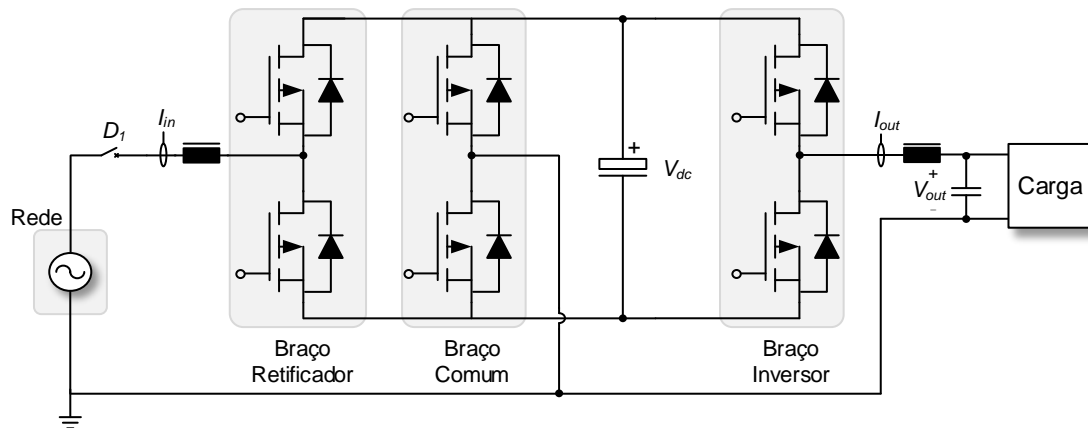 D1
Iin
Rede
Braço
Retificador
Braço
Comum
+
Vdc
Braço
Inversor
Iout
+
Vout
-
Carga